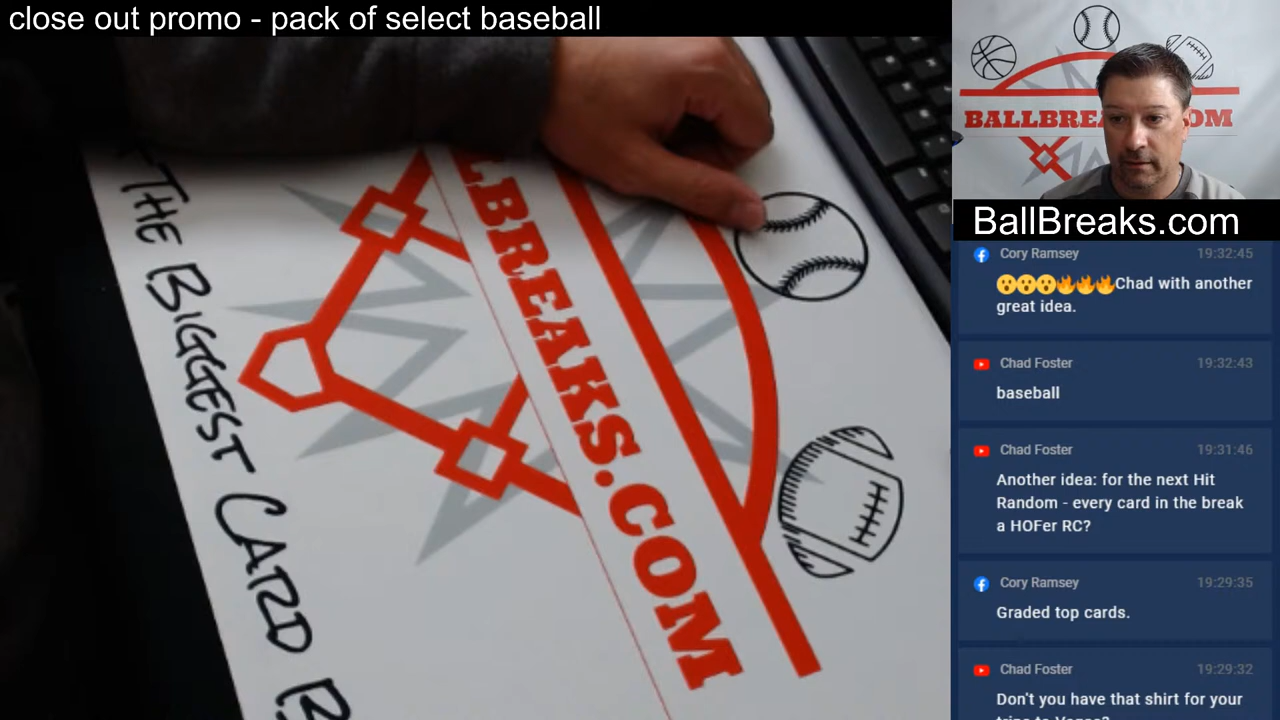 close out promo - pack of select baseball
THE BIGGEST CARD
LBREAKS.COM
BALLBREA
OM
BallBreaks.com
Cory Ramsey 19:32:45
😮😮😮🔥🔥🔥Chad with another
great idea.
Chad Foster 19:32:43
baseball
Chad Foster 19:31:46
Another idea: for the next Hit
Random - every card in the break
a HOFer RC?
Cory Ramsey 19:29:35
Graded top cards.
Chad Foster 19:29:32
Don't you have that shirt for your